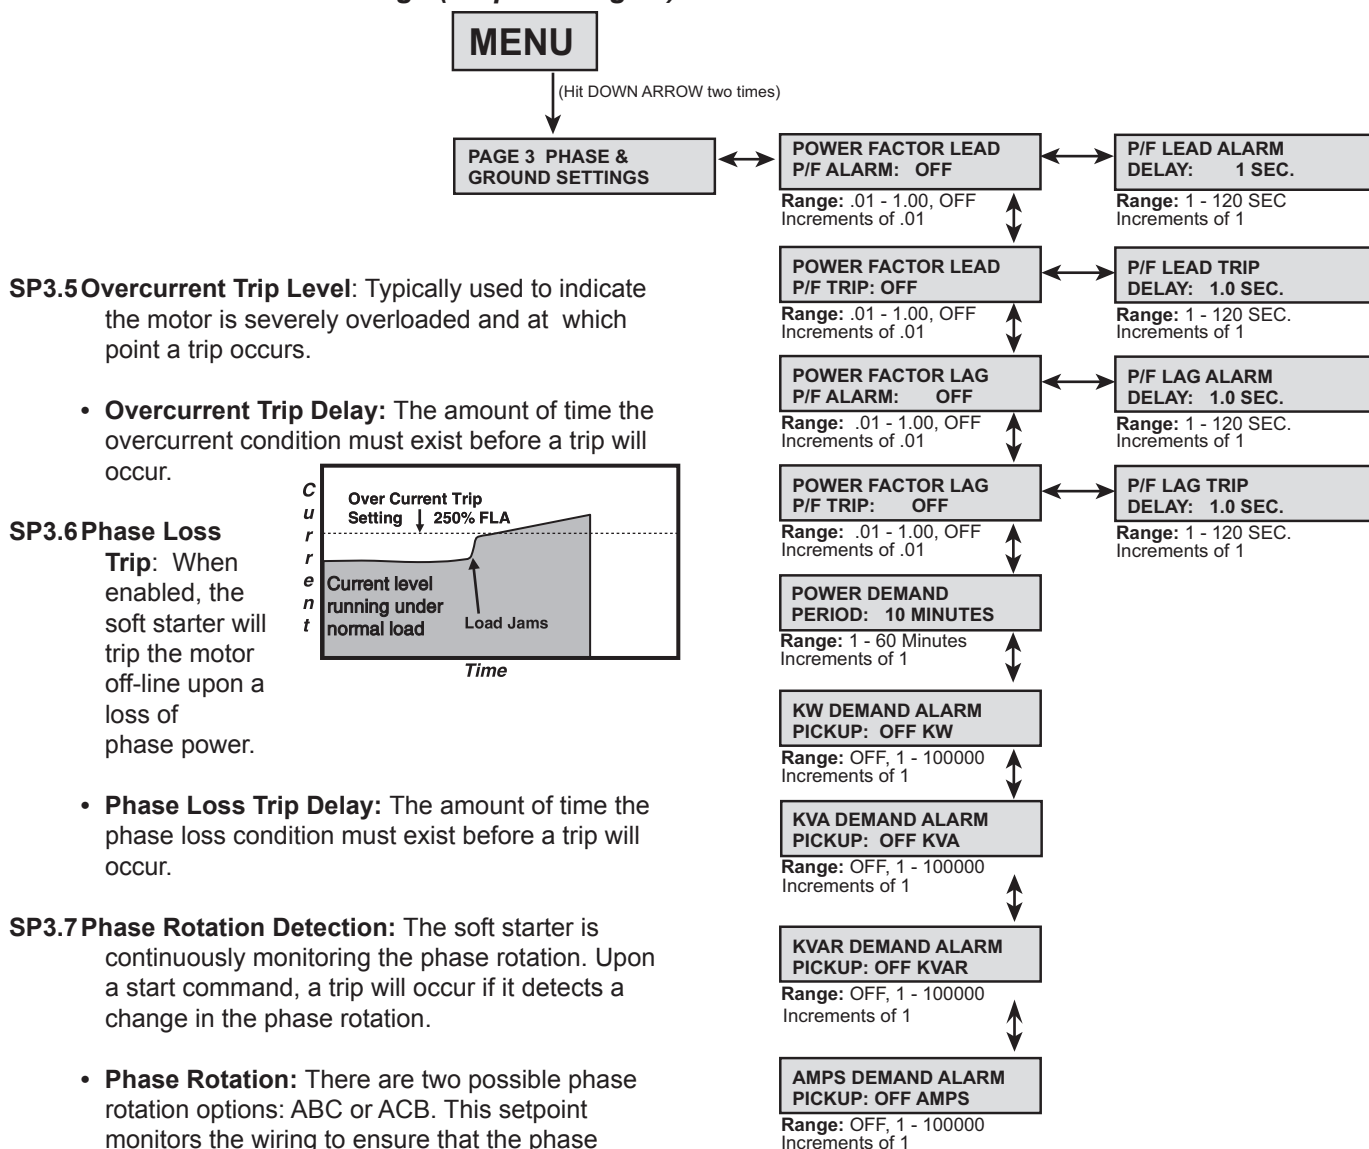 MENU
(Hit DOWN ARROW two times)
PAGE 3 PHASE &
GROUND SETTINGS
POWER FACTOR LEAD
P/F ALARM: OFF
Range: .01 - 1.00, OFF
Increments of .01
P/F LEAD ALARM
DELAY: 1 SEC.
Range: 1 - 120 SEC
Increments of 1
POWER FACTOR LEAD
P/F TRIP: OFF
Range: .01 - 1.00, OFF
Increments of .01
P/F LEAD TRIP
DELAY: 1.0 SEC.
Range: 1 - 120 SEC.
Increments of 1
POWER FACTOR LAG
P/F ALARM: OFF
Range: .01 - 1.00, OFF
Increments of .01
P/F LAG ALARM
DELAY: 1.0 SEC.
Range: 1 - 120 SEC.
Increments of 1
POWER FACTOR LAG
P/F TRIP: OFF
Range: .01 - 1.00, OFF
Increments of .01
P/F LAG TRIP
DELAY: 1.0 SEC.
Range: 1 - 120 SEC.
Increments of 1
POWER DEMAND
PERIOD: 10 MINUTES
Range: 1 - 60 Minutes
Increments of 1
KW DEMAND ALARM
PICKUP: OFF KW
Range: OFF, 1 - 100000
Increments of 1
KVA DEMAND ALARM
PICKUP: OFF KVA
Range: OFF, 1 - 100000
Increments of 1
KVAR DEMAND ALARM
PICKUP: OFF KVAR
Range: OFF, 1 - 100000
Increments of 1
AMPS DEMAND ALARM
PICKUP: OFF AMPS
Range: OFF, 1 - 100000
Increments of 1
SP3.5 Overcurrent Trip Level: Typically used to indicate
the motor is severely overloaded and at which
point a trip occurs.
• Overcurrent Trip Delay: The amount of time the
overcurrent condition must exist before a trip will
occur.
Current
Over Current Trip
Setting 250% FLA
Current level
running under
normal load
Load Jams
Time
SP3.6 Phase Loss
Trip: When
enabled, the
soft starter will
trip the motor
off-line upon a
loss of
phase power.
• Phase Loss Trip Delay: The amount of time the
phase loss condition must exist before a trip will
occur.
SP3.7 Phase Rotation Detection: The soft starter is
continuously monitoring the phase rotation. Upon
a start command, a trip will occur if it detects a
change in the phase rotation.
• Phase Rotation: There are two possible phase
rotation options: ABC or ACB. This setpoint
monitors the wiring to ensure that the phase